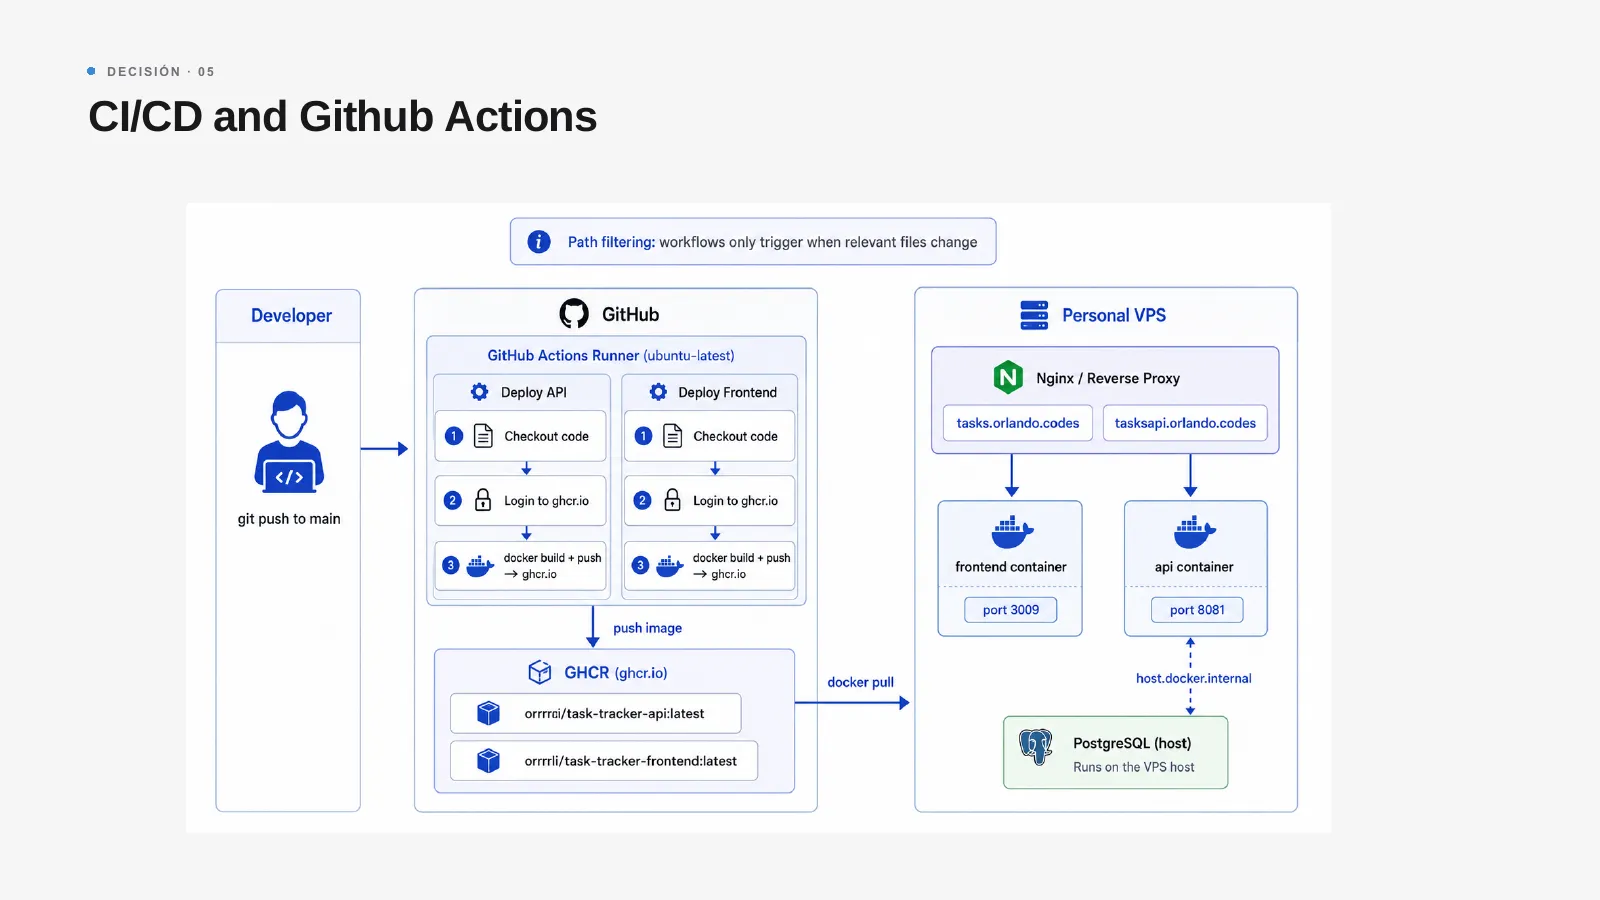 DECISIÓN · 05
CI/CD and Github Actions
Path filtering: workflows only trigger when relevant files change
Developer
git push to main
GitHub
GitHub Actions Runner (ubuntu-latest)
Deploy API
1 Checkout code
2 Login to ghcr.io
3 docker build + push
→ ghcr.io
Deploy Frontend
1 Checkout code
2 Login to ghcr.io
3 docker build + push
→ ghcr.io
push image
GHCR (ghcr.io)
/task-tracker-api:latest
/task-tracker-frontend:latest
docker pull
Personal VPS
Nginx / Reverse Proxy
tasks.orlando.codes
tasksapi.orlando.codes
frontend container
port 3009
api container
port 8081
host.docker.internal
PostgreSQL (host)
Runs on the VPS host